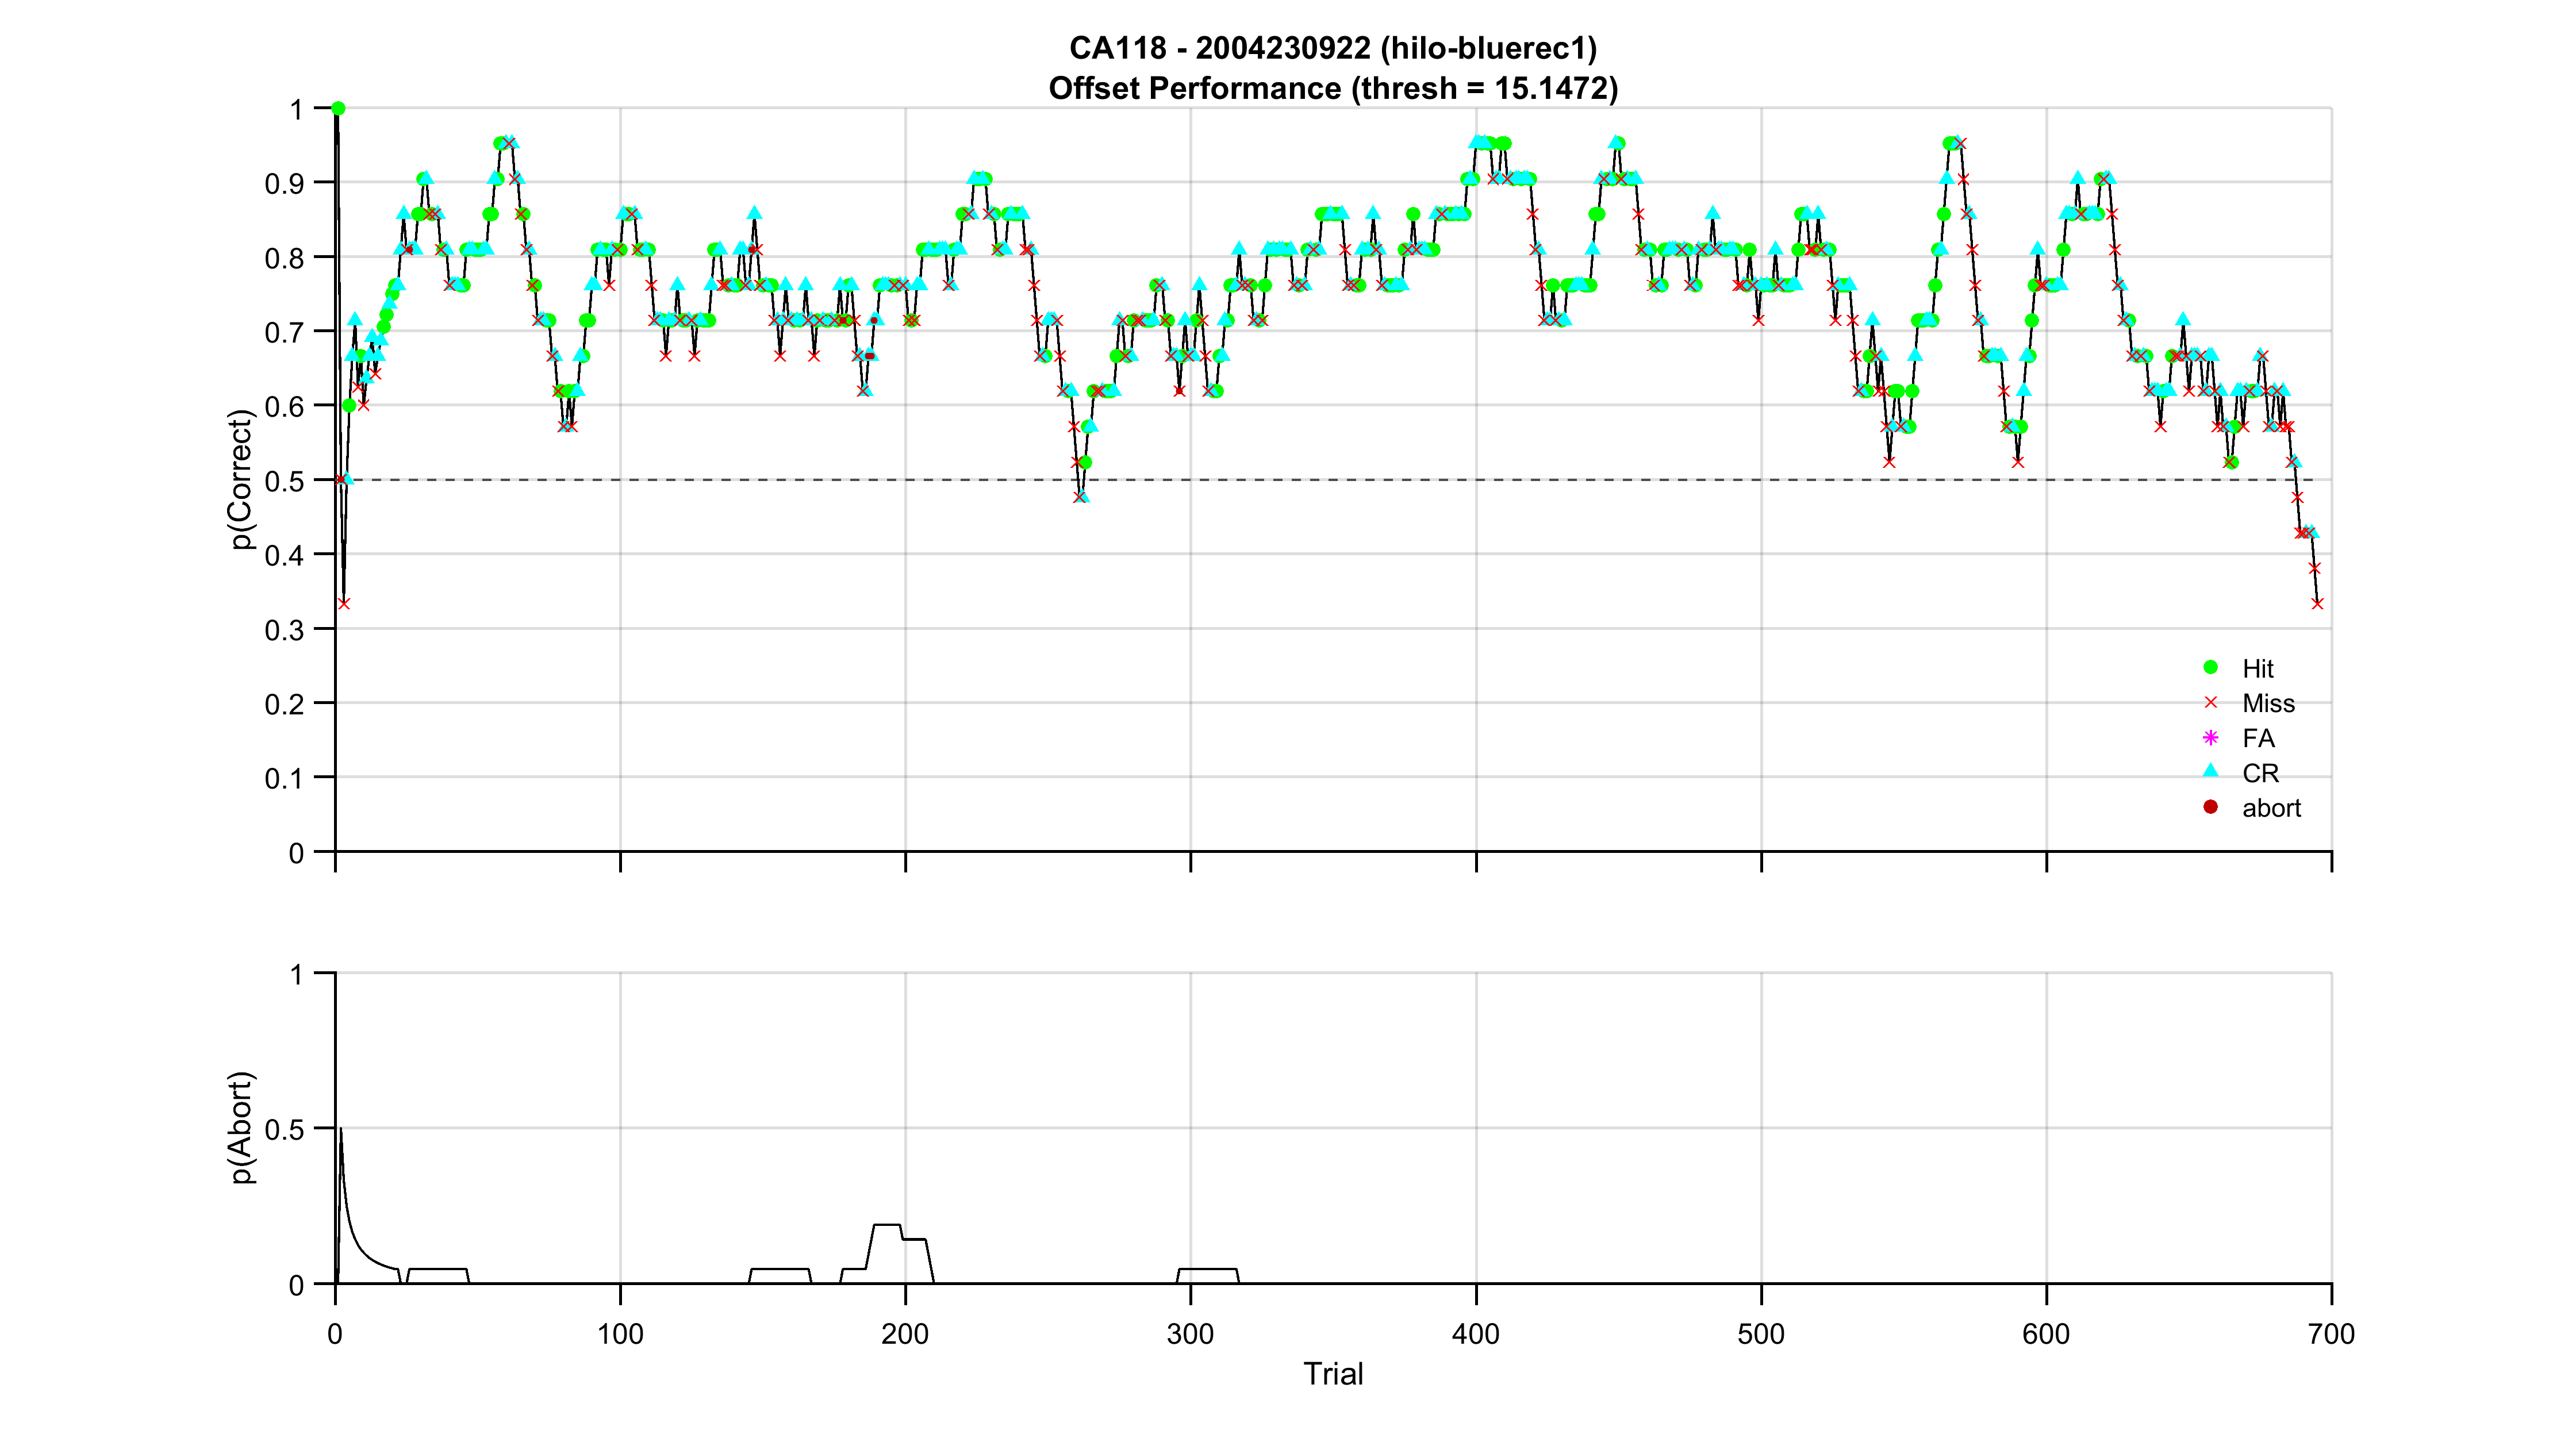 CA118 - 2004230922 (hilo-bluerec1)
Offset Performance (thresh = 15.1472)
1
0.9
0.8
0.7
0.6
0.5
0.4
0.3
0.2
0.1
0
p(Correct)
Hit
Miss
FA
CR
abort
1
0.5
0
p(Abort)
0
100
200
300
400
500
600
700
Trial